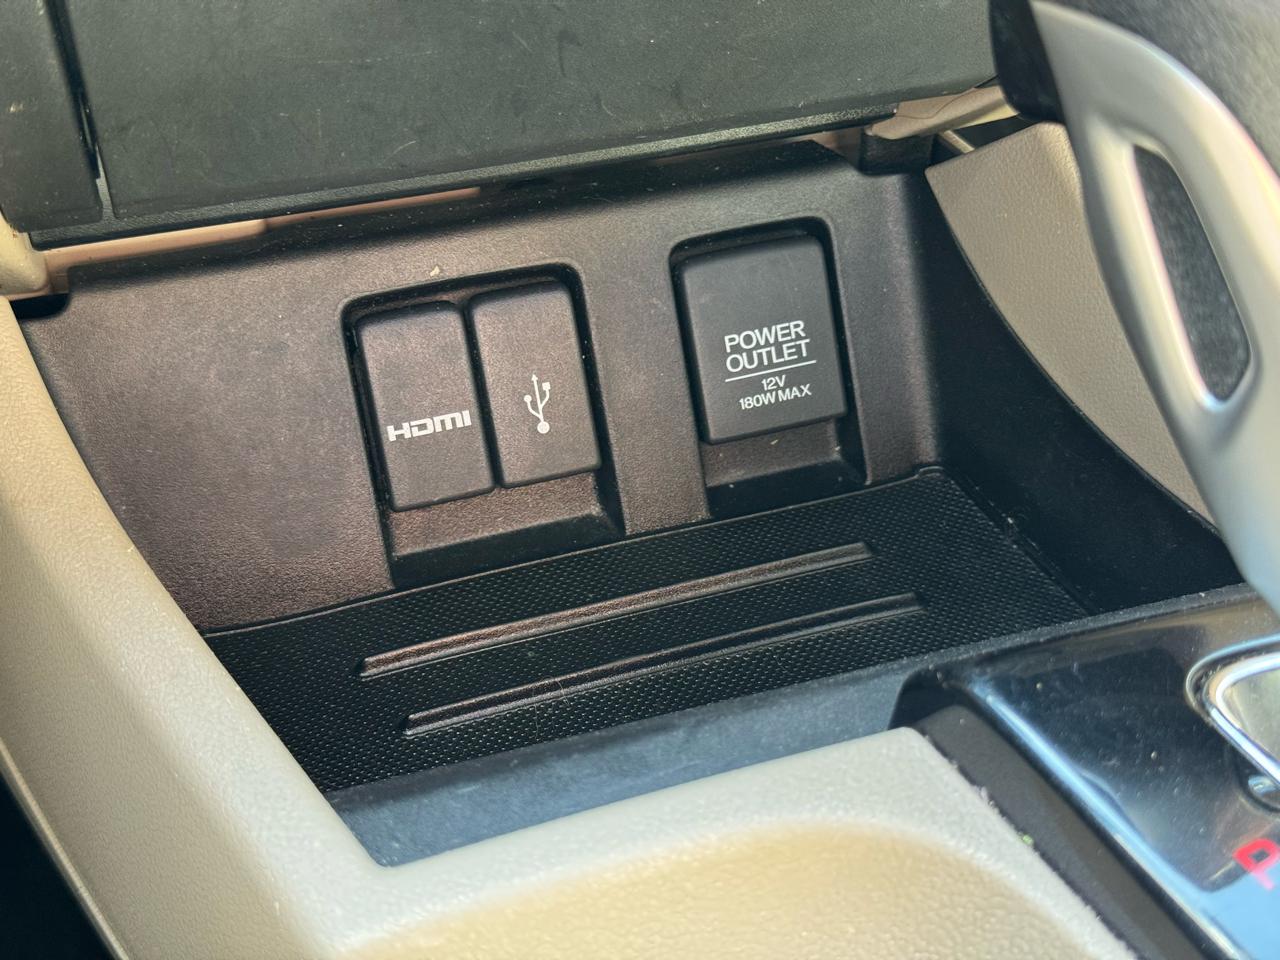 HDMI
POWER
OUTLET
12V
180W MAX
P